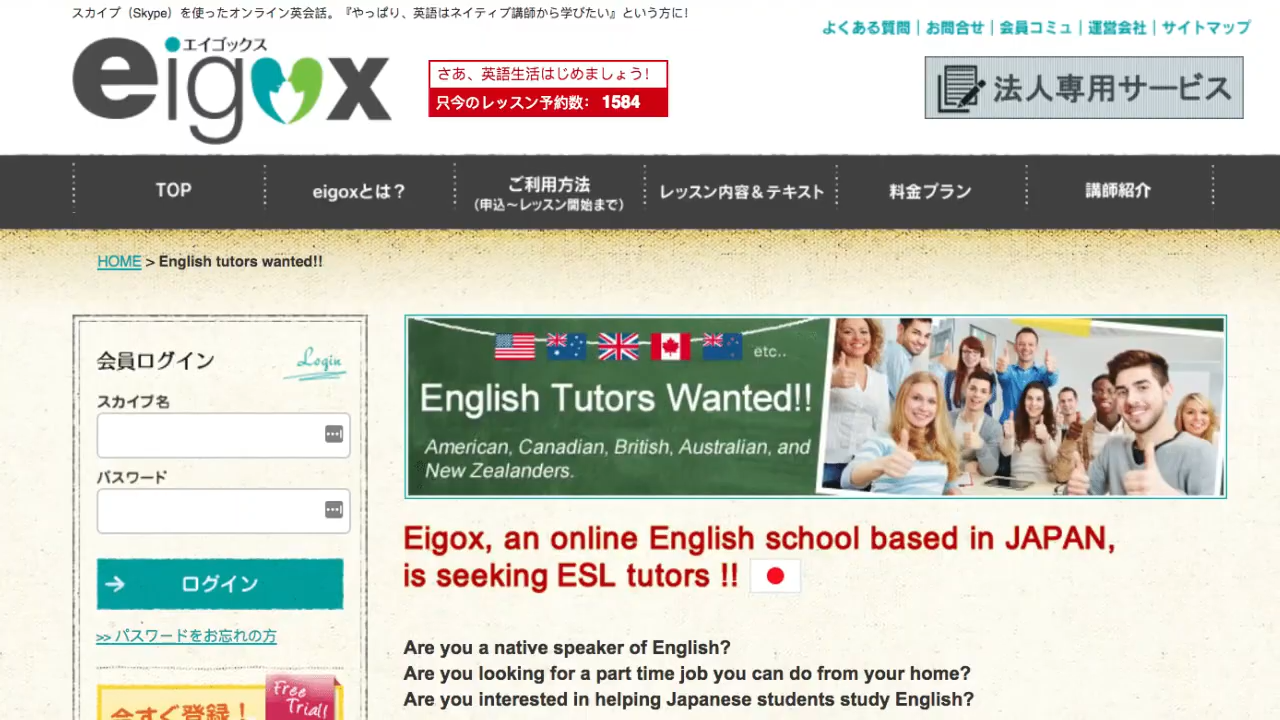 スカイプ（Skype）を使ったオンライン英会話。『やっぱり、英語はネイティブ講師から学びたい』という方に！
よくある質問｜お問合せ｜会員コミュ｜運営会社｜サイトマップ
エイゴックス
eigox
さあ、英語生活はじめましょう！
只今のレッスン予約数： 1584
法人専用サービス
TOP
eigoxとは？
ご利用方法
（申込～レッスン開始まで）
レッスン内容＆テキスト
料金プラン
講師紹介
HOME > English tutors wanted!!
会員ログイン
Login
スカイプ名
パスワード
ログイン
>> パスワードをお忘れの方
今すぐ登録！
Free
Trial!
etc..
English Tutors Wanted!!
American, Canadian, British, Australian, and
New Zealanders.
Eigox, an online English school based in JAPAN,
is seeking ESL tutors !!
Are you a native speaker of English?
Are you looking for a part time job you can do from your home?
Are you interested in helping Japanese students study English?